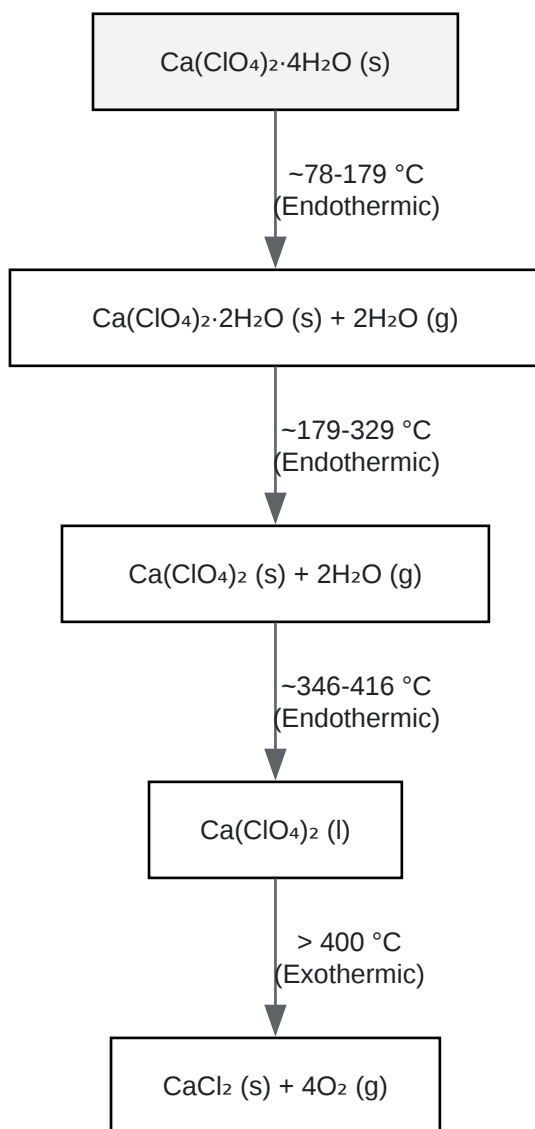 Ca(ClO₄)₂·4H₂O (s)
~78-179 °C
(Endothermic)
Ca(ClO₄)₂·2H₂O (s) + 2H₂O (g)
~179-329 °C
(Endothermic)
Ca(ClO₄)₂ (s) + 2H₂O (g)
~346-416 °C
(Endothermic)
Ca(ClO₄)₂ (l)
> 400 °C
(Exothermic)
CaCl₂ (s) + 4O₂ (g)